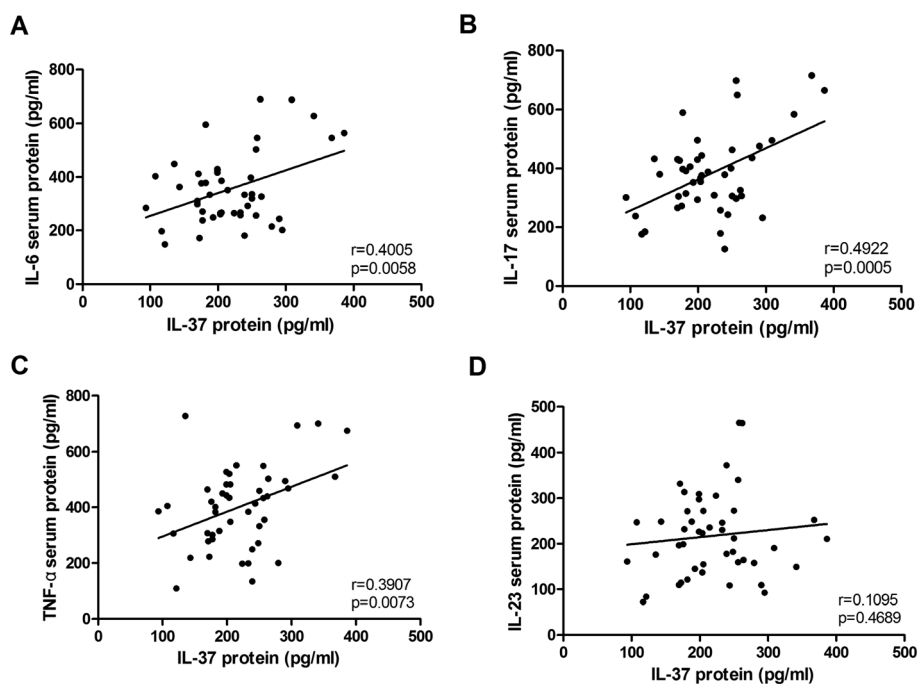 A
IL-6 serum protein (pg/ml)
800
600
400
200
0
0 100 200 300 400 500
IL-37 protein (pg/ml)
r=0.4005
p=0.0058
B
IL-17 serum protein (pg/ml)
800
600
400
200
0
0 100 200 300 400 500
IL-37 protein (pg/ml)
r=0.4922
p=0.0005
C
TNF-α serum protein (pg/ml)
800
600
400
200
0
0 100 200 300 400 500
IL-37 protein (pg/ml)
r=0.3907
p=0.0073
D
IL-23 serum protein (pg/ml)
500
400
300
200
100
0
0 100 200 300 400 500
IL-37 protein (pg/ml)
r=0.1095
p=0.4689